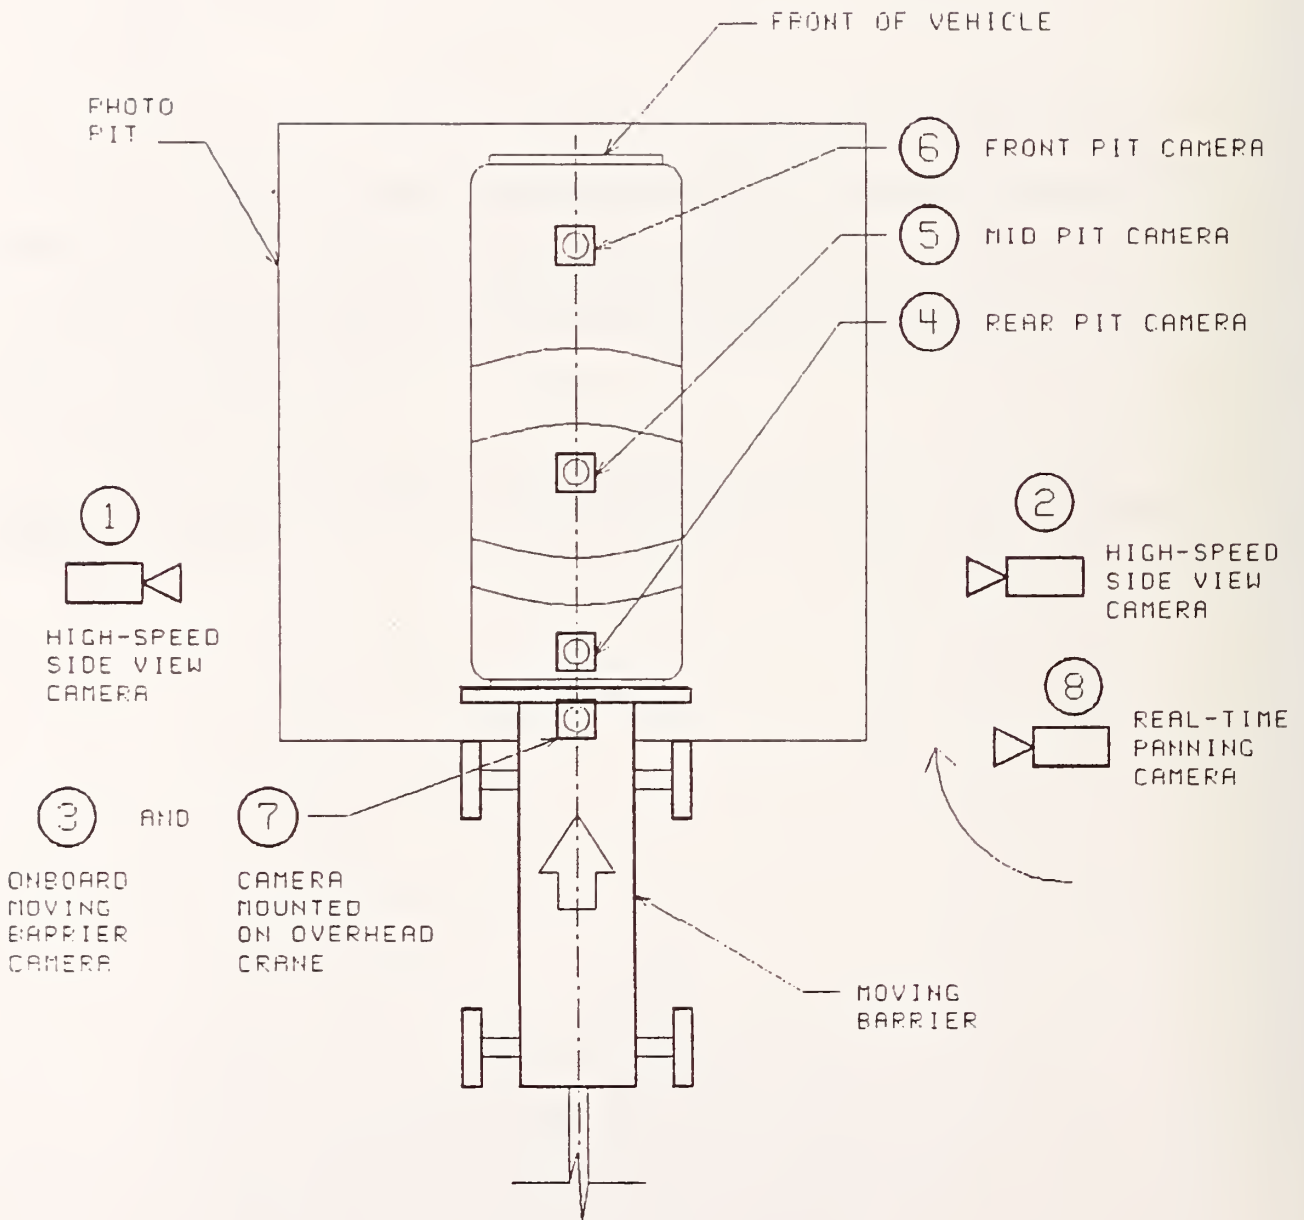 FRONT OF VEHICLE
PHOTO
PIT
6 FRONT PIT CAMERA
5 MID PIT CAMERA
4 REAR PIT CAMERA
1
HIGH-SPEED
SIDE VIEW
CAMERA
2
HIGH-SPEED
SIDE VIEW
CAMERA
8
REAL-TIME
PANNING
CAMERA
3 AND 7
ONBOARD
MOVING
BARRIER
CAMERA
CAMERA
MOUNTED
ON OVERHEAD
CRANE
MOVING
BARRIER